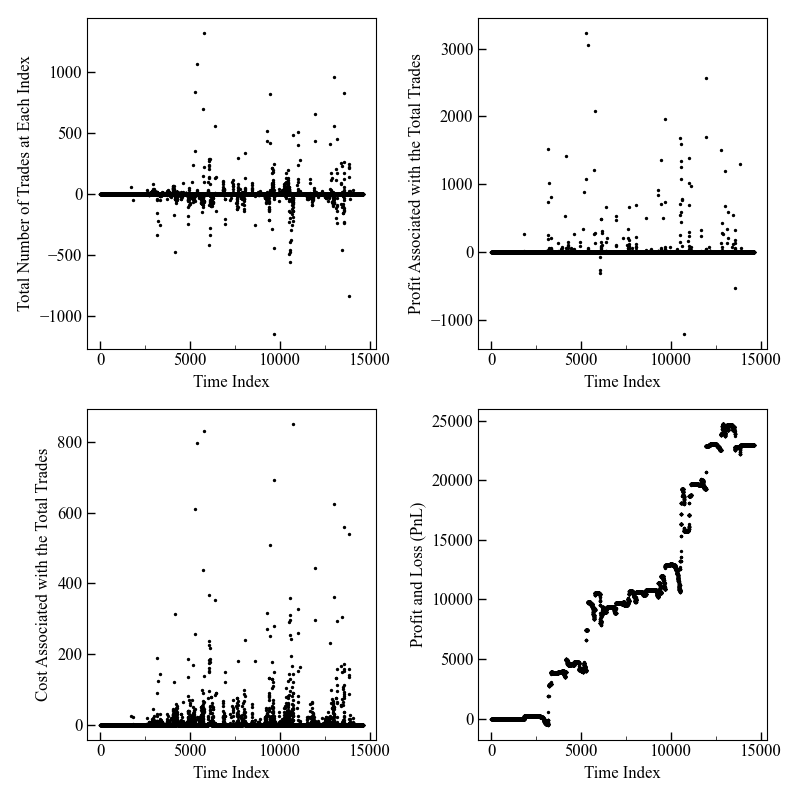 Total Number of Trades at Each Index
1000
500
0
−500
−1000
0 5000 10000 15000
Time Index
Profit Associated with the Total Trades
3000
2000
1000
0
−1000
0 5000 10000 15000
Time Index
Cost Associated with the Total Trades
800
600
400
200
0
0 5000 10000 15000
Time Index
Profit and Loss (PnL)
25000
20000
15000
10000
5000
0
0 5000 10000 15000
Time Index